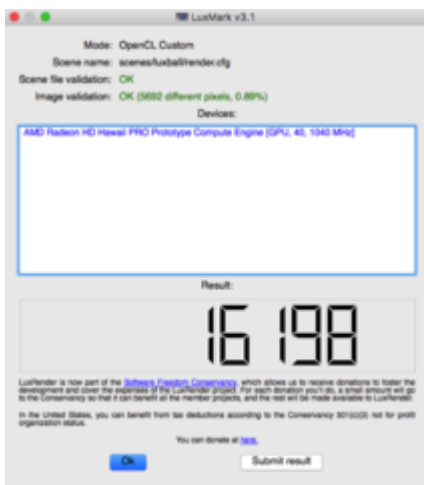 LuxMark v3.1
Mode: OpenCL Custom
Scene name: scenes/luxball/render.cfg
Scene file validation: OK
Image validation: OK (5692 different pixels, 0.89%)
Devices:
AMD Radeon HD Hawaii PRO Prototype Compute Engine [GPU, 40, 1040 MHz]
Result:
16198
LuxRender is now part of the Software Freedom Conservancy, which allows us to receive donations to foster the
development and cover the expenses of the LuxRender project. For each donation you'll do, a small amount will go
to the Conservancy so that it can benefit all the member projects, and the rest will be made available to LuxRender.
In the United States, you can benefit from tax deductions according to the Conservancy 501(c)(3) not for profit
organization status.
You can donate at here.
Ok
Submit result